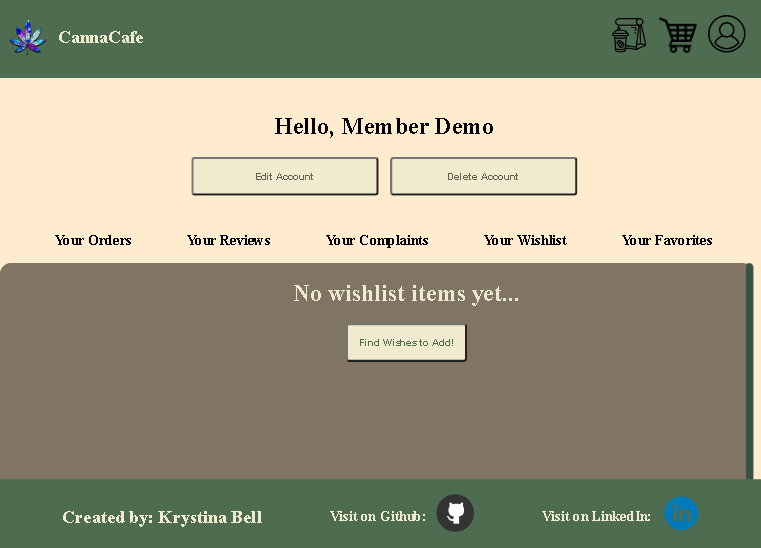 CannaCafe
Hello, Member Demo
Edit Account
Delete Account
Your Orders
Your Reviews
Your Complaints
Your Wishlist
Your Favorites
No wishlist items yet...
Find Wishes to Add!
Created by: Krystina Bell
Visit on Github:
Visit on LinkedIn:
in